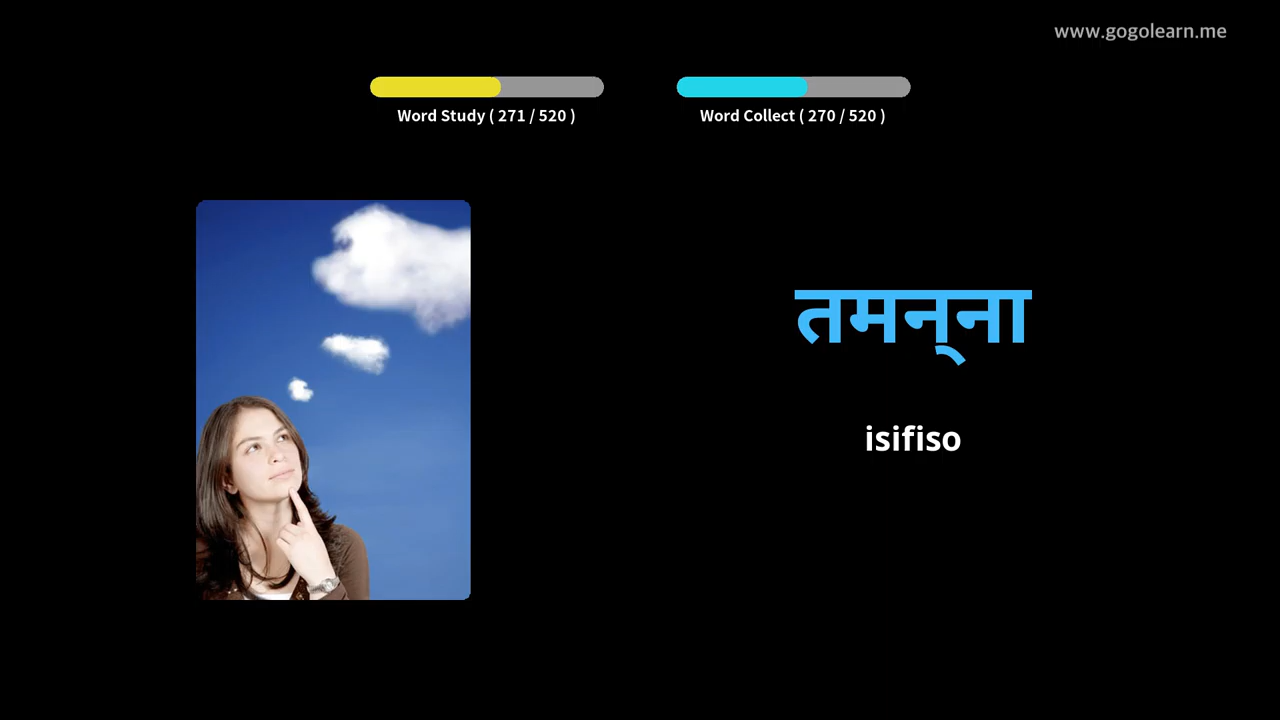 www.gogolearn.me
Word Study ( 271 / 520 )
Word Collect ( 270 / 520 )
तमन्‌ना
isifiso